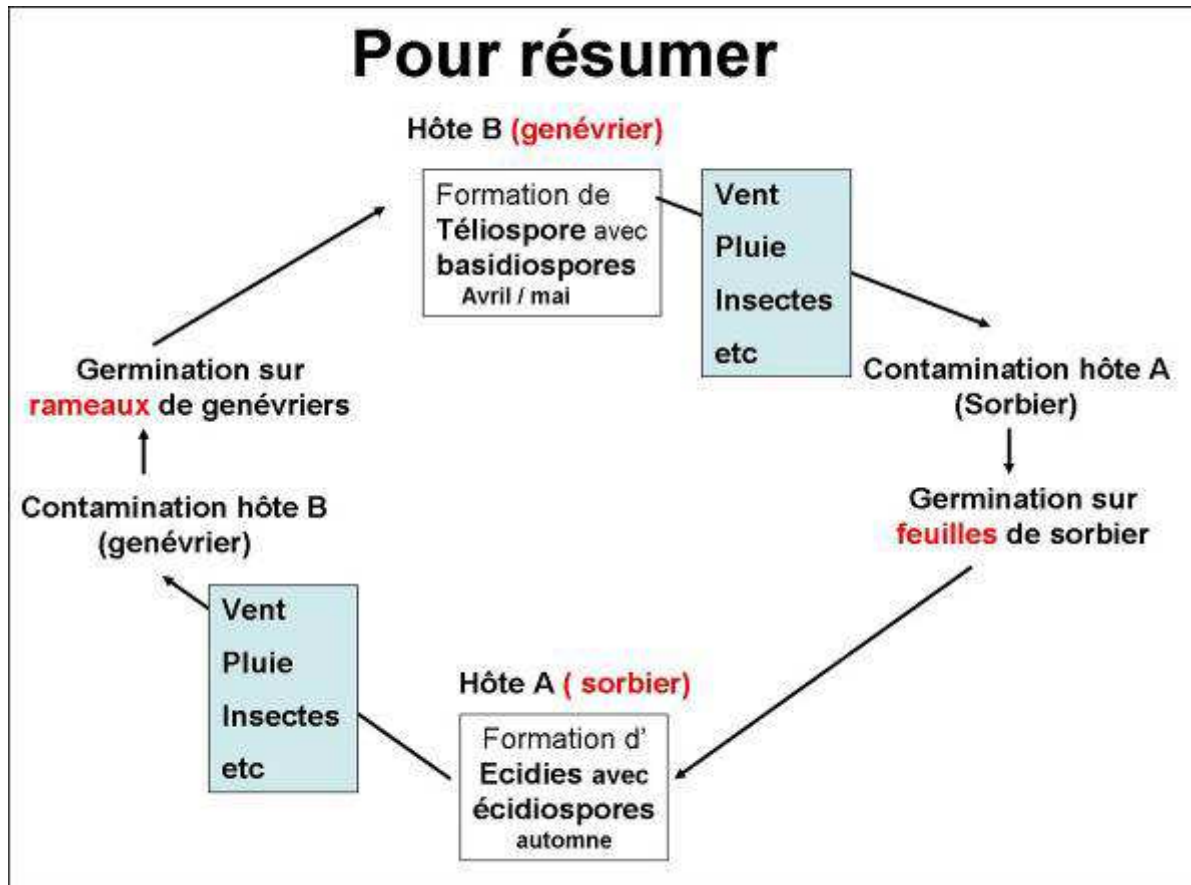 Pour résumer
Hôte B (genévrier)
Formation de
Téliospore avec
basidiospores
Avril / mai
Vent
Pluie
Insectes
etc
Contamination hôte A
(Sorbier)
Germination sur
feuilles de sorbier
Hôte A ( sorbier)
Formation d'
Ecidies avec
écidiospores
automne
Vent
Pluie
Insectes
etc
Contamination hôte B
(genévrier)
Germination sur
rameaux de genévriers